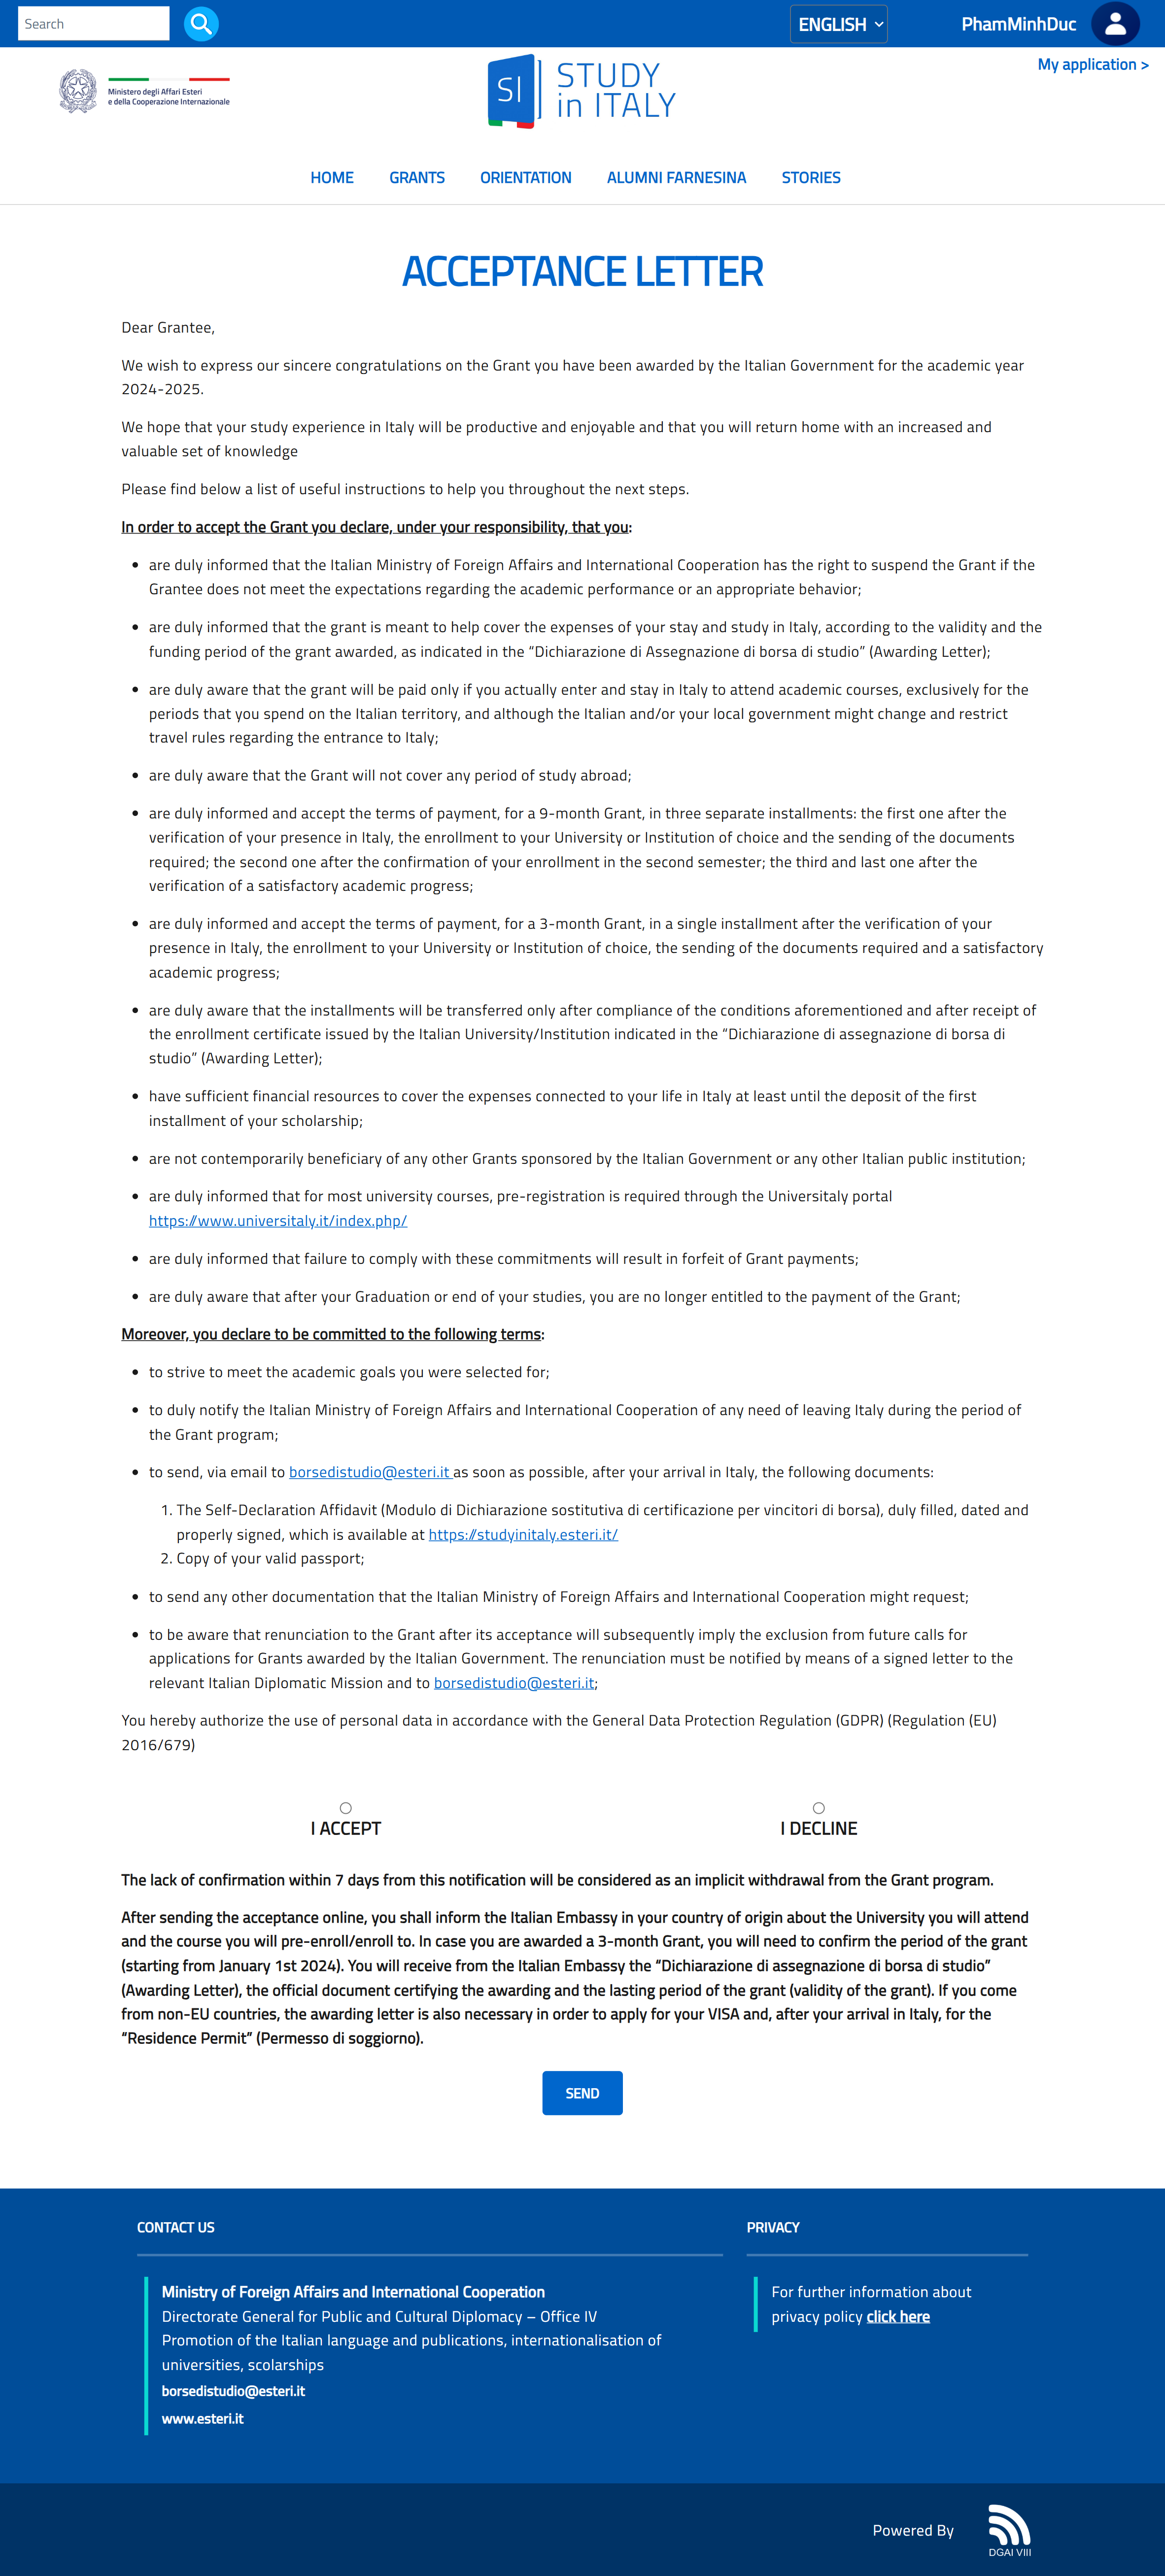 Search
ENGLISH
PhamMinhDuc
My application >
Ministero degli Affari Esteri
e della Cooperazione Internazionale
SI
STUDY
in ITALY
HOME
GRANTS
ORIENTATION
ALUMNI FARNESINA
STORIES
ACCEPTANCE LETTER
Dear Grantee,
We wish to express our sincere congratulations on the Grant you have been awarded by the Italian Government for the academic year
2024-2025.
We hope that your study experience in Italy will be productive and enjoyable and that you will return home with an increased and
valuable set of knowledge
Please find below a list of useful instructions to help you throughout the next steps.
In order to accept the Grant you declare, under your responsibility, that you:
• are duly informed that the Italian Ministry of Foreign Affairs and International Cooperation has the right to suspend the Grant if the
Grantee does not meet the expectations regarding the academic performance or an appropriate behavior;
• are duly informed that the grant is meant to help cover the expenses of your stay and study in Italy, according to the validity and the
funding period of the grant awarded, as indicated in the “Dichiarazione di Assegnazione di borsa di studio” (Awarding Letter);
• are duly aware that the grant will be paid only if you actually enter and stay in Italy to attend academic courses, exclusively for the
periods that you spend on the Italian territory, and although the Italian and/or your local government might change and restrict
travel rules regarding the entrance to Italy;
• are duly aware that the Grant will not cover any period of study abroad;
• are duly informed and accept the terms of payment, for a 9-month Grant, in three separate installments: the first one after the
verification of your presence in Italy, the enrollment to your University or Institution of choice and the sending of the documents
required; the second one after the confirmation of your enrollment in the second semester; the third and last one after the
verification of a satisfactory academic progress;
• are duly informed and accept the terms of payment, for a 3-month Grant, in a single installment after the verification of your
presence in Italy, the enrollment to your University or Institution of choice, the sending of the documents required and a satisfactory
academic progress;
• are duly aware that the installments will be transferred only after compliance of the conditions aforementioned and after receipt of
the enrollment certificate issued by the Italian University/Institution indicated in the “Dichiarazione di assegnazione di borsa di
studio” (Awarding Letter);
• have sufficient financial resources to cover the expenses connected to your life in Italy at least until the deposit of the first
installment of your scholarship;
• are not contemporarily beneficiary of any other Grants sponsored by the Italian Government or any other Italian public institution;
• are duly informed that for most university courses, pre-registration is required through the Universitaly portal
https://www.universitaly.it/index.php/
• are duly informed that failure to comply with these commitments will result in forfeit of Grant payments;
• are duly aware that after your Graduation or end of your studies, you are no longer entitled to the payment of the Grant;
Moreover, you declare to be committed to the following terms:
• to strive to meet the academic goals you were selected for;
• to duly notify the Italian Ministry of Foreign Affairs and International Cooperation of any need of leaving Italy during the period of
the Grant program;
• to send, via email to borsedistudio@esteri.it as soon as possible, after your arrival in Italy, the following documents:
1. The Self-Declaration Affidavit (Modulo di Dichiarazione sostitutiva di certificazione per vincitori di borsa), duly filled, dated and
properly signed, which is available at https://studyinitaly.esteri.it/
2. Copy of your valid passport;
• to send any other documentation that the Italian Ministry of Foreign Affairs and International Cooperation might request;
• to be aware that renunciation to the Grant after its acceptance will subsequently imply the exclusion from future calls for
applications for Grants awarded by the Italian Government. The renunciation must be notified by means of a signed letter to the
relevant Italian Diplomatic Mission and to borsedistudio@esteri.it;
You hereby authorize the use of personal data in accordance with the General Data Protection Regulation (GDPR) (Regulation (EU)
2016/679)
I ACCEPT
I DECLINE
The lack of confirmation within 7 days from this notification will be considered as an implicit withdrawal from the Grant program.
After sending the acceptance online, you shall inform the Italian Embassy in your country of origin about the University you will attend
and the course you will pre-enroll/enroll to. In case you are awarded a 3-month Grant, you will need to confirm the period of the grant
(starting from January 1st 2024). You will receive from the Italian Embassy the “Dichiarazione di assegnazione di borsa di studio”
(Awarding Letter), the official document certifying the awarding and the lasting period of the grant (validity of the grant). If you come
from non-EU countries, the awarding letter is also necessary in order to apply for your VISA and, after your arrival in Italy, for the
“Residence Permit” (Permesso di soggiorno).
SEND
CONTACT US
Ministry of Foreign Affairs and International Cooperation
Directorate General for Public and Cultural Diplomacy – Office IV
Promotion of the Italian language and publications, internationalisation of
universities, scolarships
borsedistudio@esteri.it
www.esteri.it
PRIVACY
For further information about
privacy policy click here
Powered By
DGAI VIII